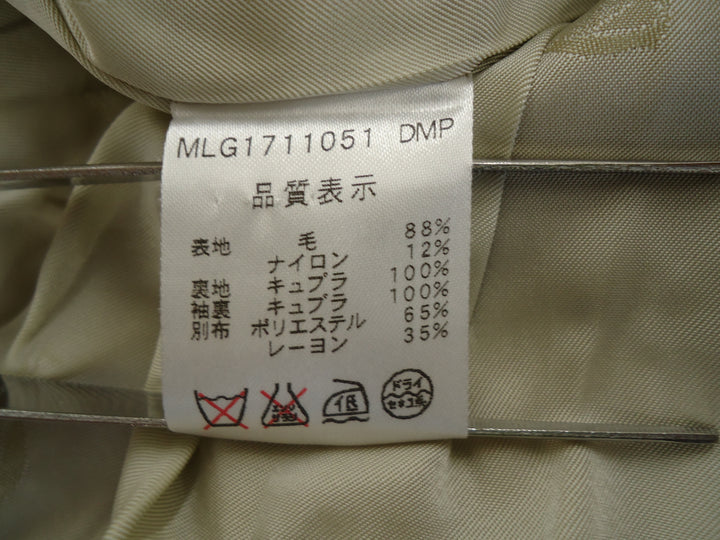 MLG1711051 DMP
品質表示
表地 毛 88%
ナイロン 12%
裏地 キュプラ 100%
袖裏 キュプラ 100%
別布 ポリエステル 65%
レーヨン 35%
低
ドライ
セキユ系